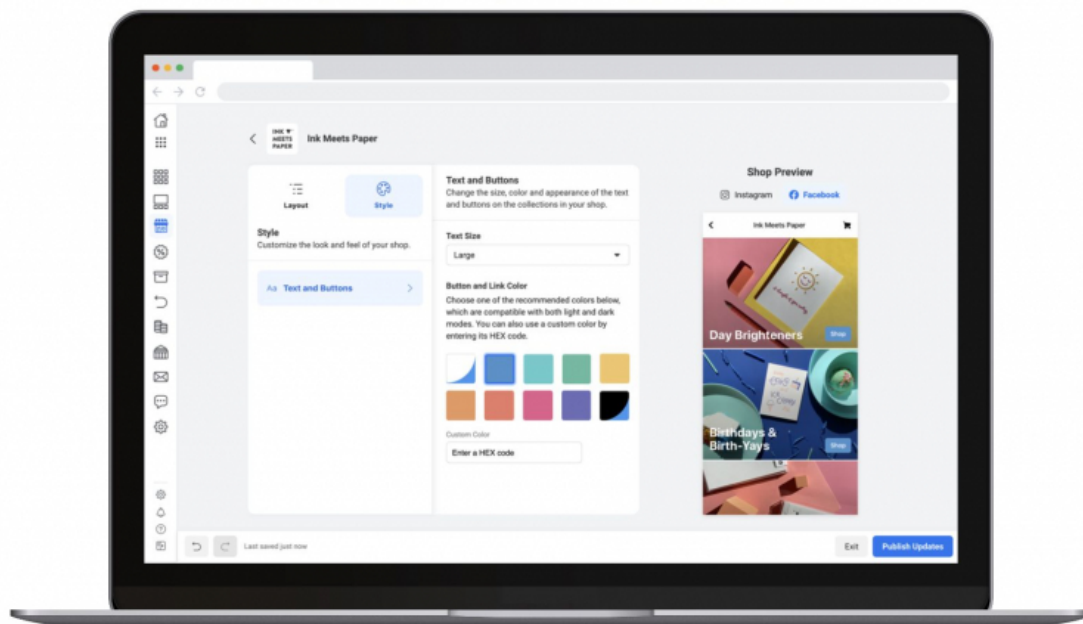 INK
MEETS
PAPER
Ink Meets Paper
Layout
Style
Style
Customize the look and feel of your shop.
Aa Text and Buttons
Text and Buttons
Change the size, color and appearance of the text
and buttons on the collections in your shop.
Text Size
Large
Button and Link Color
Choose one of the recommended colors below,
which are compatible with both light and dark
modes. You can also use a custom color by
entering its HEX code.
Custom Color
Enter a HEX code
Shop Preview
Instagram
Facebook
Ink Meets Paper
Day Brighteners
Shop
Birthdays &
Birth-Yays
Shop
Last saved just now
Exit
Publish Updates